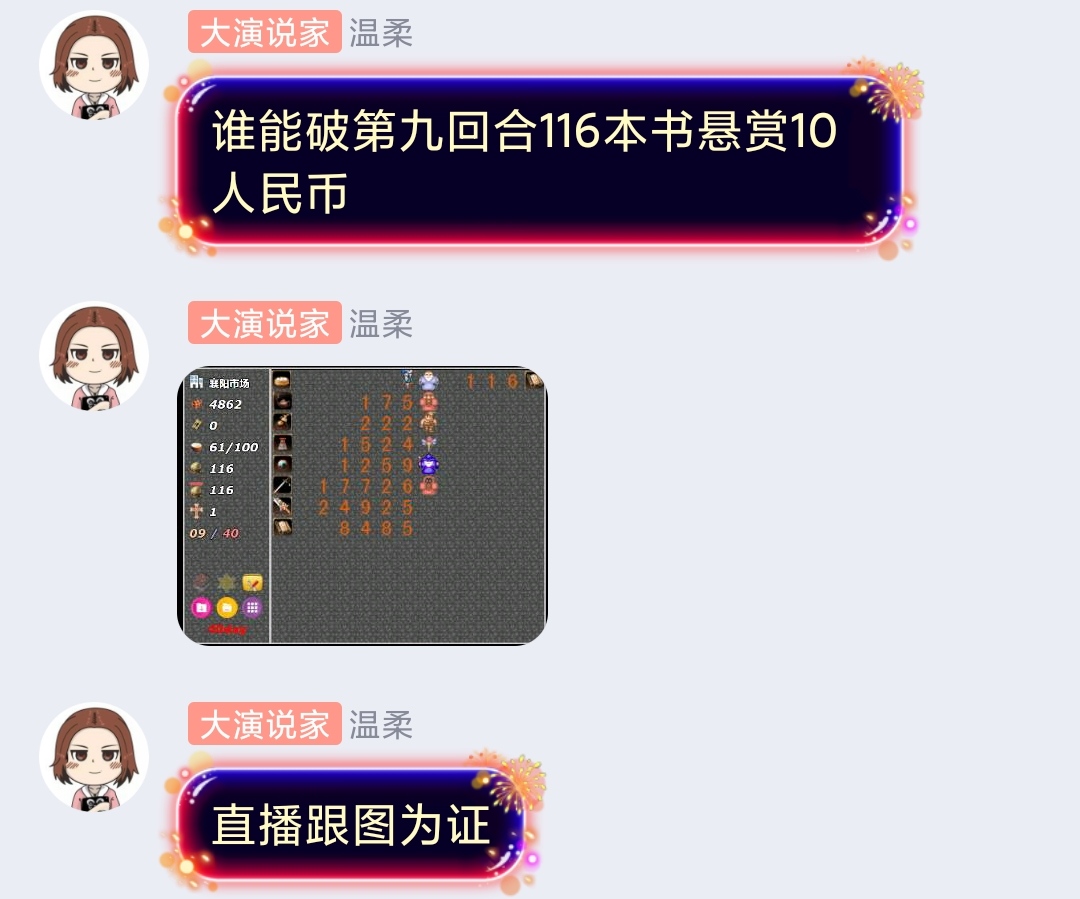 大演说家 温柔
谁能破第九回合116本书悬赏10
人民币
大演说家 温柔
襄阳市场 116
4862 175
0 222
61/100 1524
116 1259
116 17726
1 24925
09 / 40 8485
大演说家 温柔
直播跟图为证